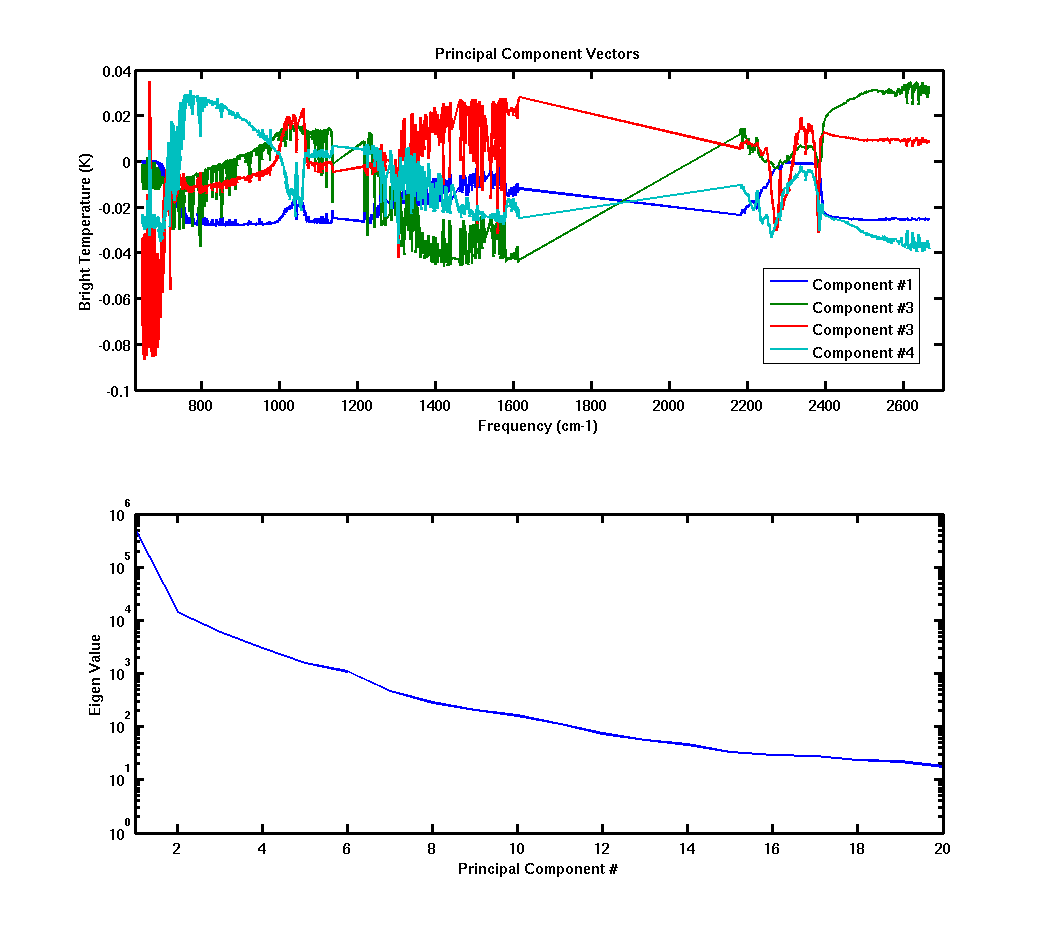 Principal Component Vectors
Bright Temperature (K)
0.04
0.02
0
-0.02
-0.04
-0.06
-0.08
-0.1
Component #1
Component #3
Component #3
Component #4
800 1000 1200 1400 1600 1800 2000 2200 2400 2600
Frequency (cm-1)
Eigen Value
10^6
10^5
10^4
10^3
10^2
10^1
10^0
2 4 6 8 10 12 14 16 18 20
Principal Component #